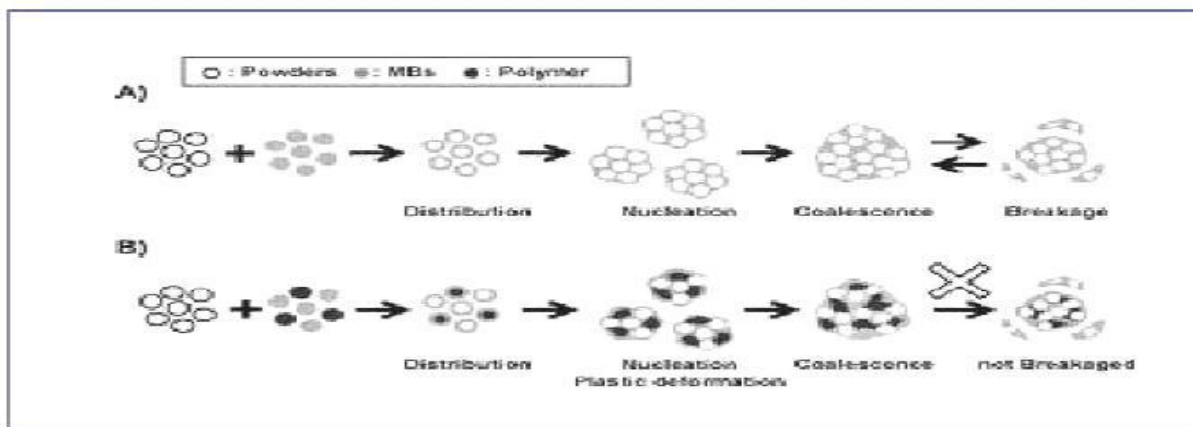 O : Powders : MBs : Polymer
A)
Distribution Nucleation Coalescence Breakage
B)
Distribution Nucleation Coalescence not Breakaged
Plastic deformation